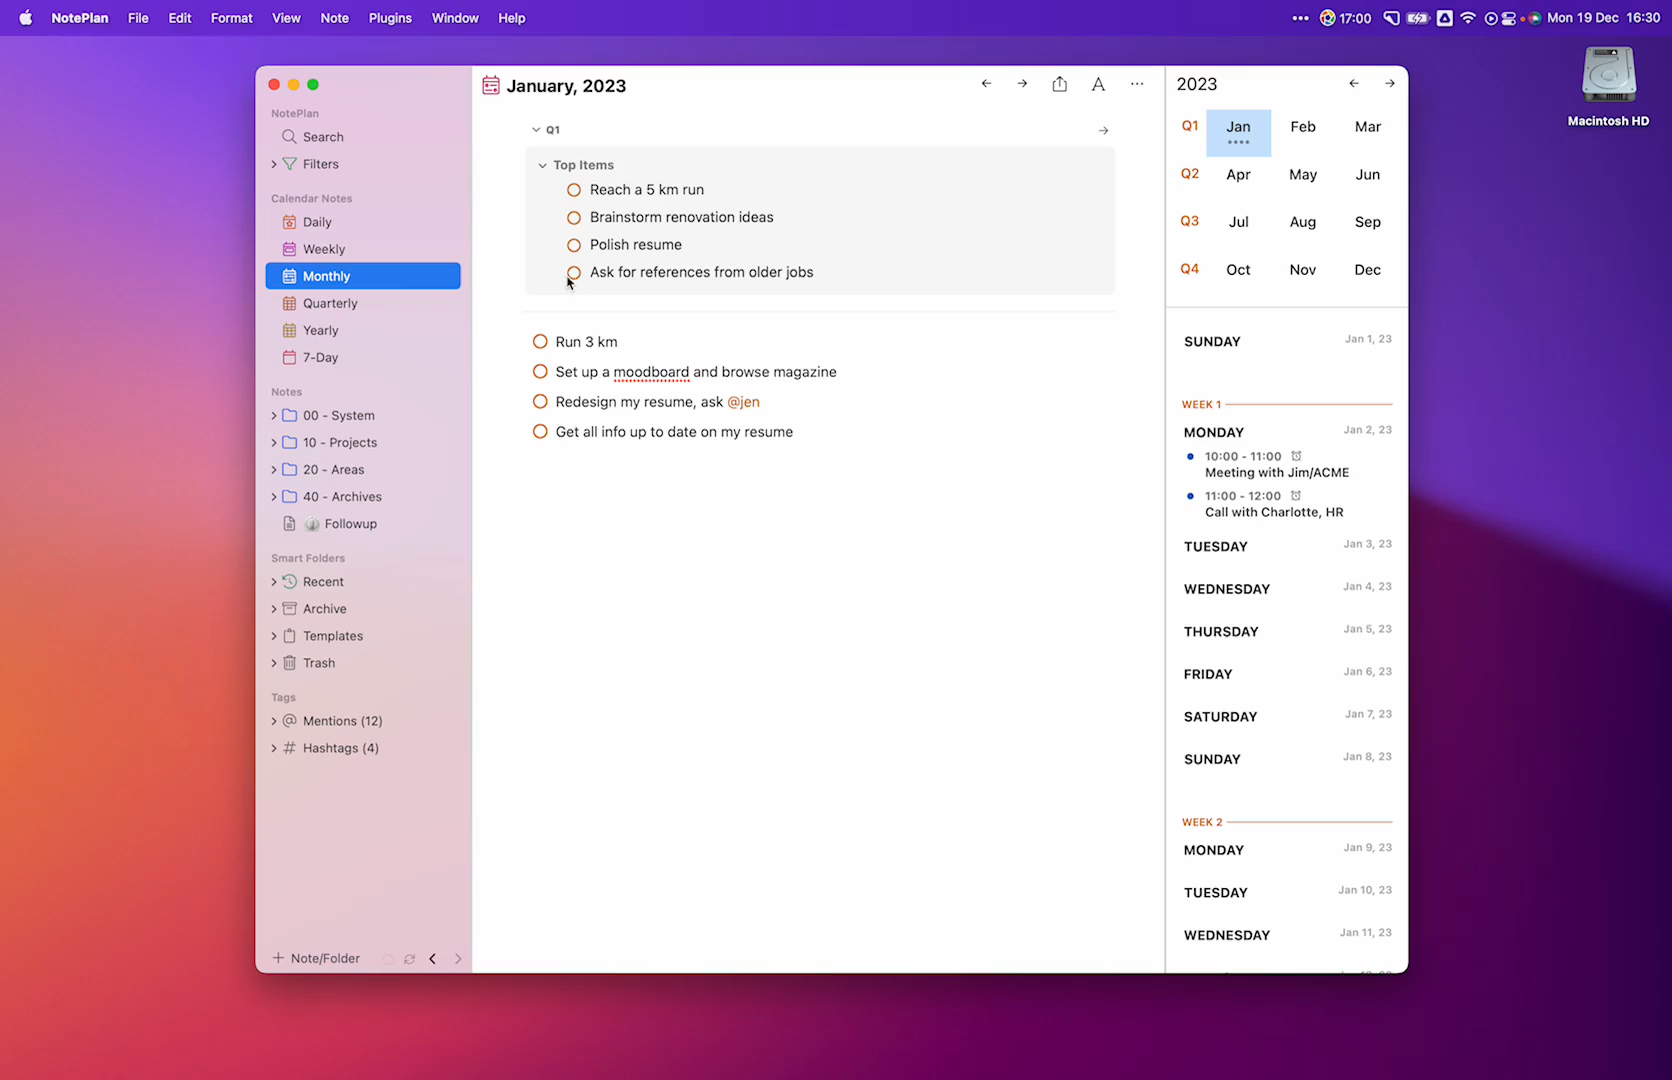 NotePlan File Edit Format View Note Plugins Window Help
17:00 Mon 19 Dec 16:30
Macintosh HD
NotePlan
Search
Filters
Calendar Notes
Daily
Weekly
Monthly
Quarterly
Yearly
7-Day
Notes
00 - System
10 - Projects
20 - Areas
40 - Archives
Followup
Smart Folders
Recent
Archive
Templates
Trash
Tags
@ Mentions (12)
# Hashtags (4)
+ Note/Folder
January, 2023
Q1
Top Items
Reach a 5 km run
Brainstorm renovation ideas
Polish resume
Ask for references from older jobs
Run 3 km
Set up a moodboard and browse magazine
Redesign my resume, ask @jen
Get all info up to date on my resume
2023
Q1 Jan Feb Mar
Q2 Apr May Jun
Q3 Jul Aug Sep
Q4 Oct Nov Dec
SUNDAY Jan 1, 23
WEEK 1
MONDAY Jan 2, 23
10:00 - 11:00
Meeting with Jim/ACME
11:00 - 12:00
Call with Charlotte, HR
TUESDAY Jan 3, 23
WEDNESDAY Jan 4, 23
THURSDAY Jan 5, 23
FRIDAY Jan 6, 23
SATURDAY Jan 7, 23
SUNDAY Jan 8, 23
WEEK 2
MONDAY Jan 9, 23
TUESDAY Jan 10, 23
WEDNESDAY Jan 11, 23